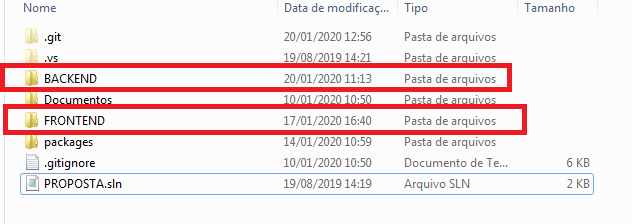 Nome Data de modificaç... Tipo Tamanho
.git 20/01/2020 12:56 Pasta de arquivos
.vs 19/08/2019 14:21 Pasta de arquivos
BACKEND 20/01/2020 11:13 Pasta de arquivos
Documentos 10/01/2020 10:50 Pasta de arquivos
FRONTEND 17/01/2020 16:40 Pasta de arquivos
packages 14/01/2020 10:59 Pasta de arquivos
.gitignore 10/01/2020 10:50 Documento de Te... 6 KB
PROPOSTA.sln 19/08/2019 14:19 Arquivo SLN 2 KB